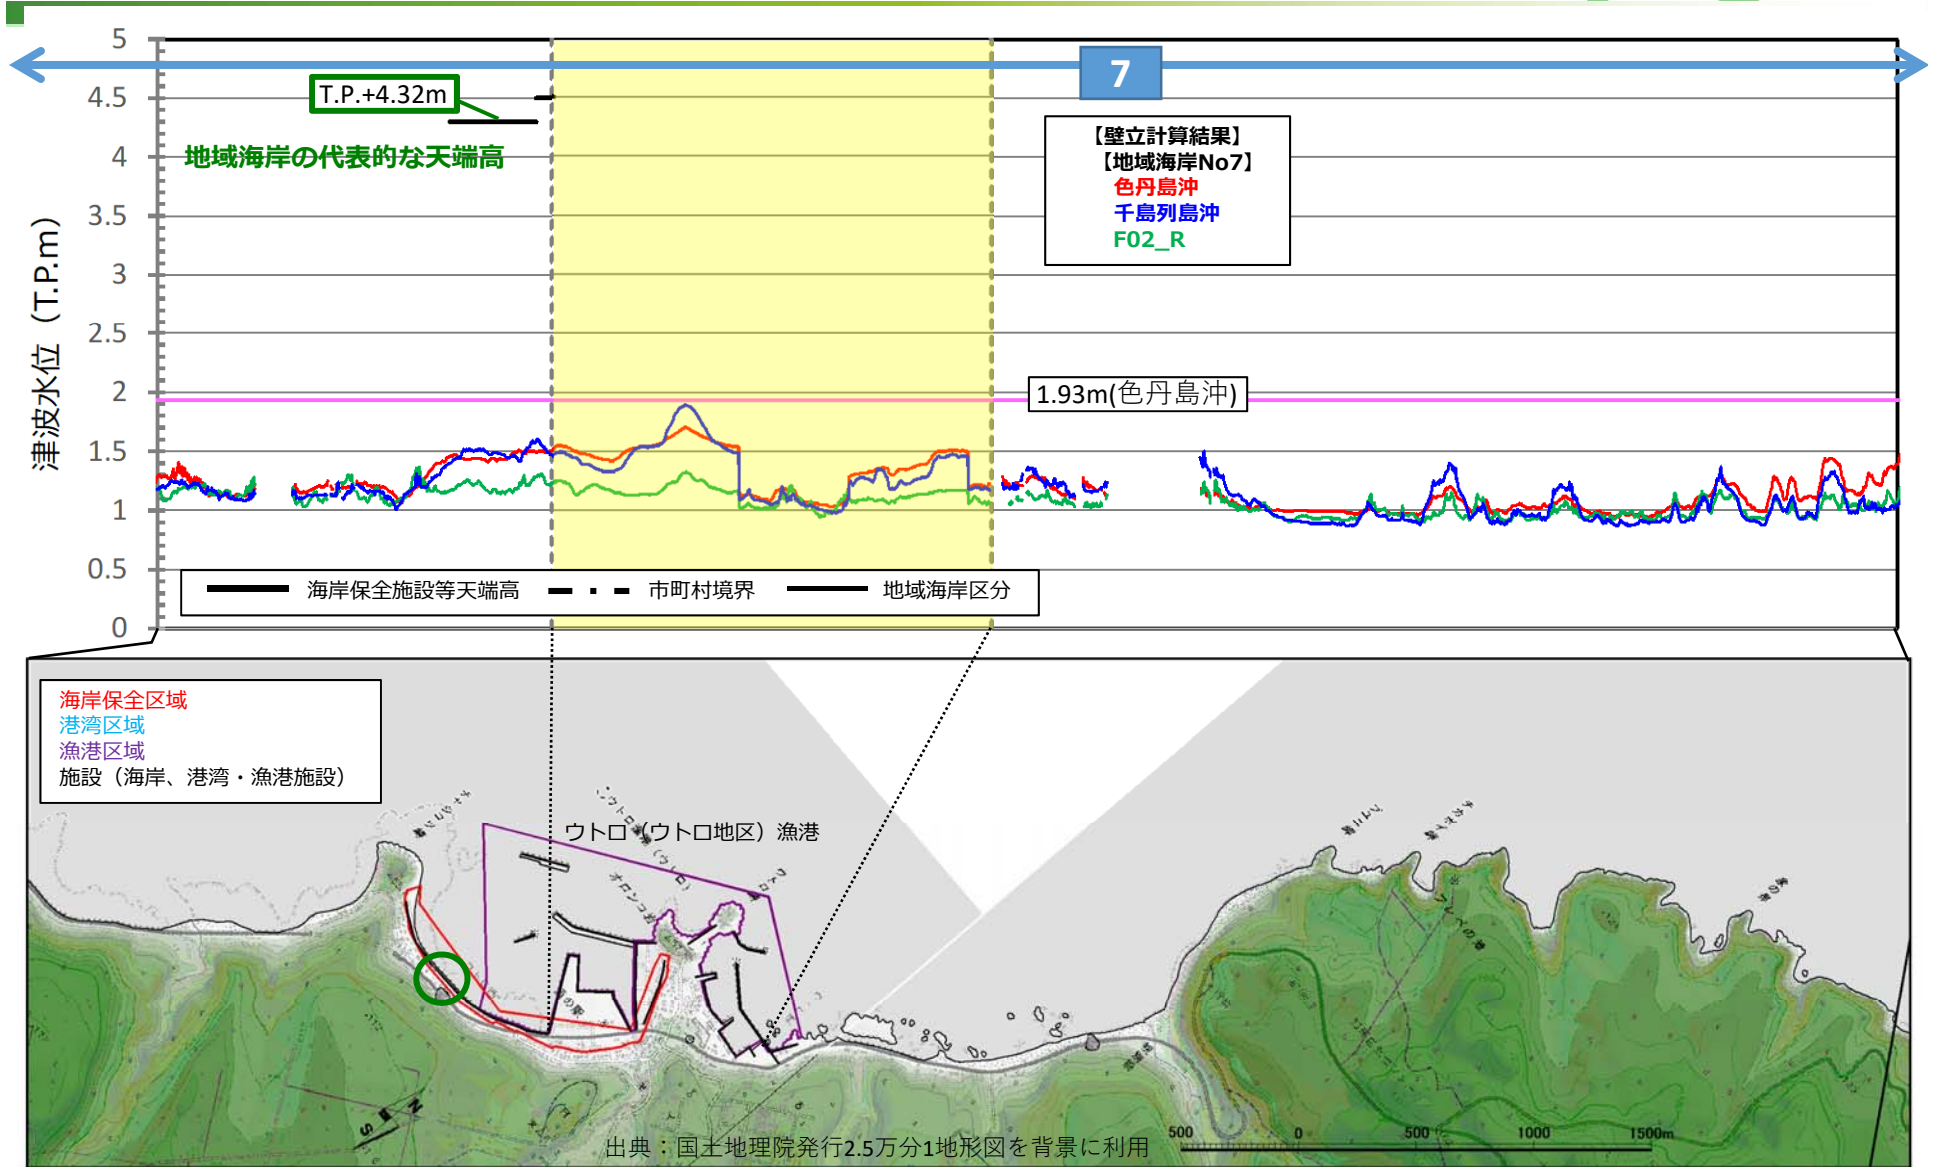 5
7
T.P.+4.32m
4.5
地域海岸の代表的な天端高
4
【壁立計算結果】
【地域海岸No7】
色丹島沖
千島列島沖
F02_R
3.5
3
2.5
津波水位（T.P.m）
2
1.93m(色丹島沖)
1.5
1
0.5
海岸保全施設等天端高
市町村境界
地域海岸区分
0
海岸保全区域
港湾区域
漁港区域
施設（海岸、港湾・漁港施設）
ウトロ（ウトロ地区）漁港
オロンコ岩
N
S
出典：国土地理院発行2.5万分1地形図を背景に利用
500
0
500
1000
1500m